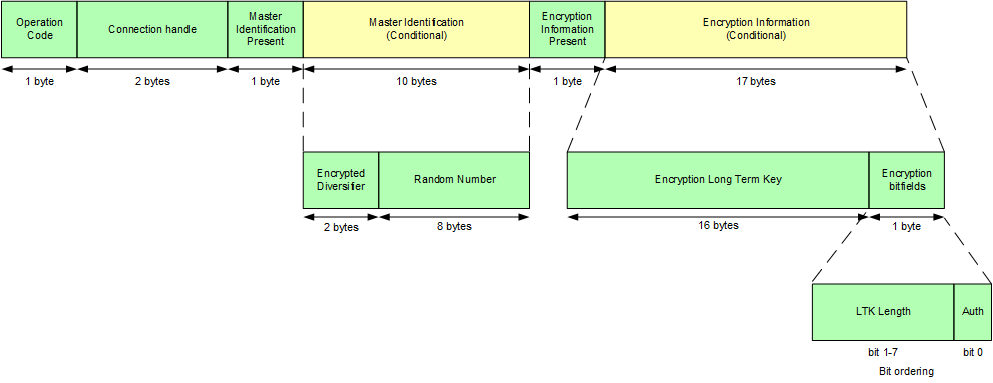 Operation
Code
Connection handle
Master
Identification
Present
Master Identification
(Conditional)
Encryption
Information
Present
Encryption Information
(Conditional)
1 byte
2 bytes
1 byte
10 bytes
1 byte
17 bytes
Encrypted
Diversifier
Random Number
Encryption Long Term Key
Encryption
bitfields
2 bytes
8 bytes
16 bytes
1 byte
LTK Length
Auth
bit 1-7
bit 0
Bit ordering